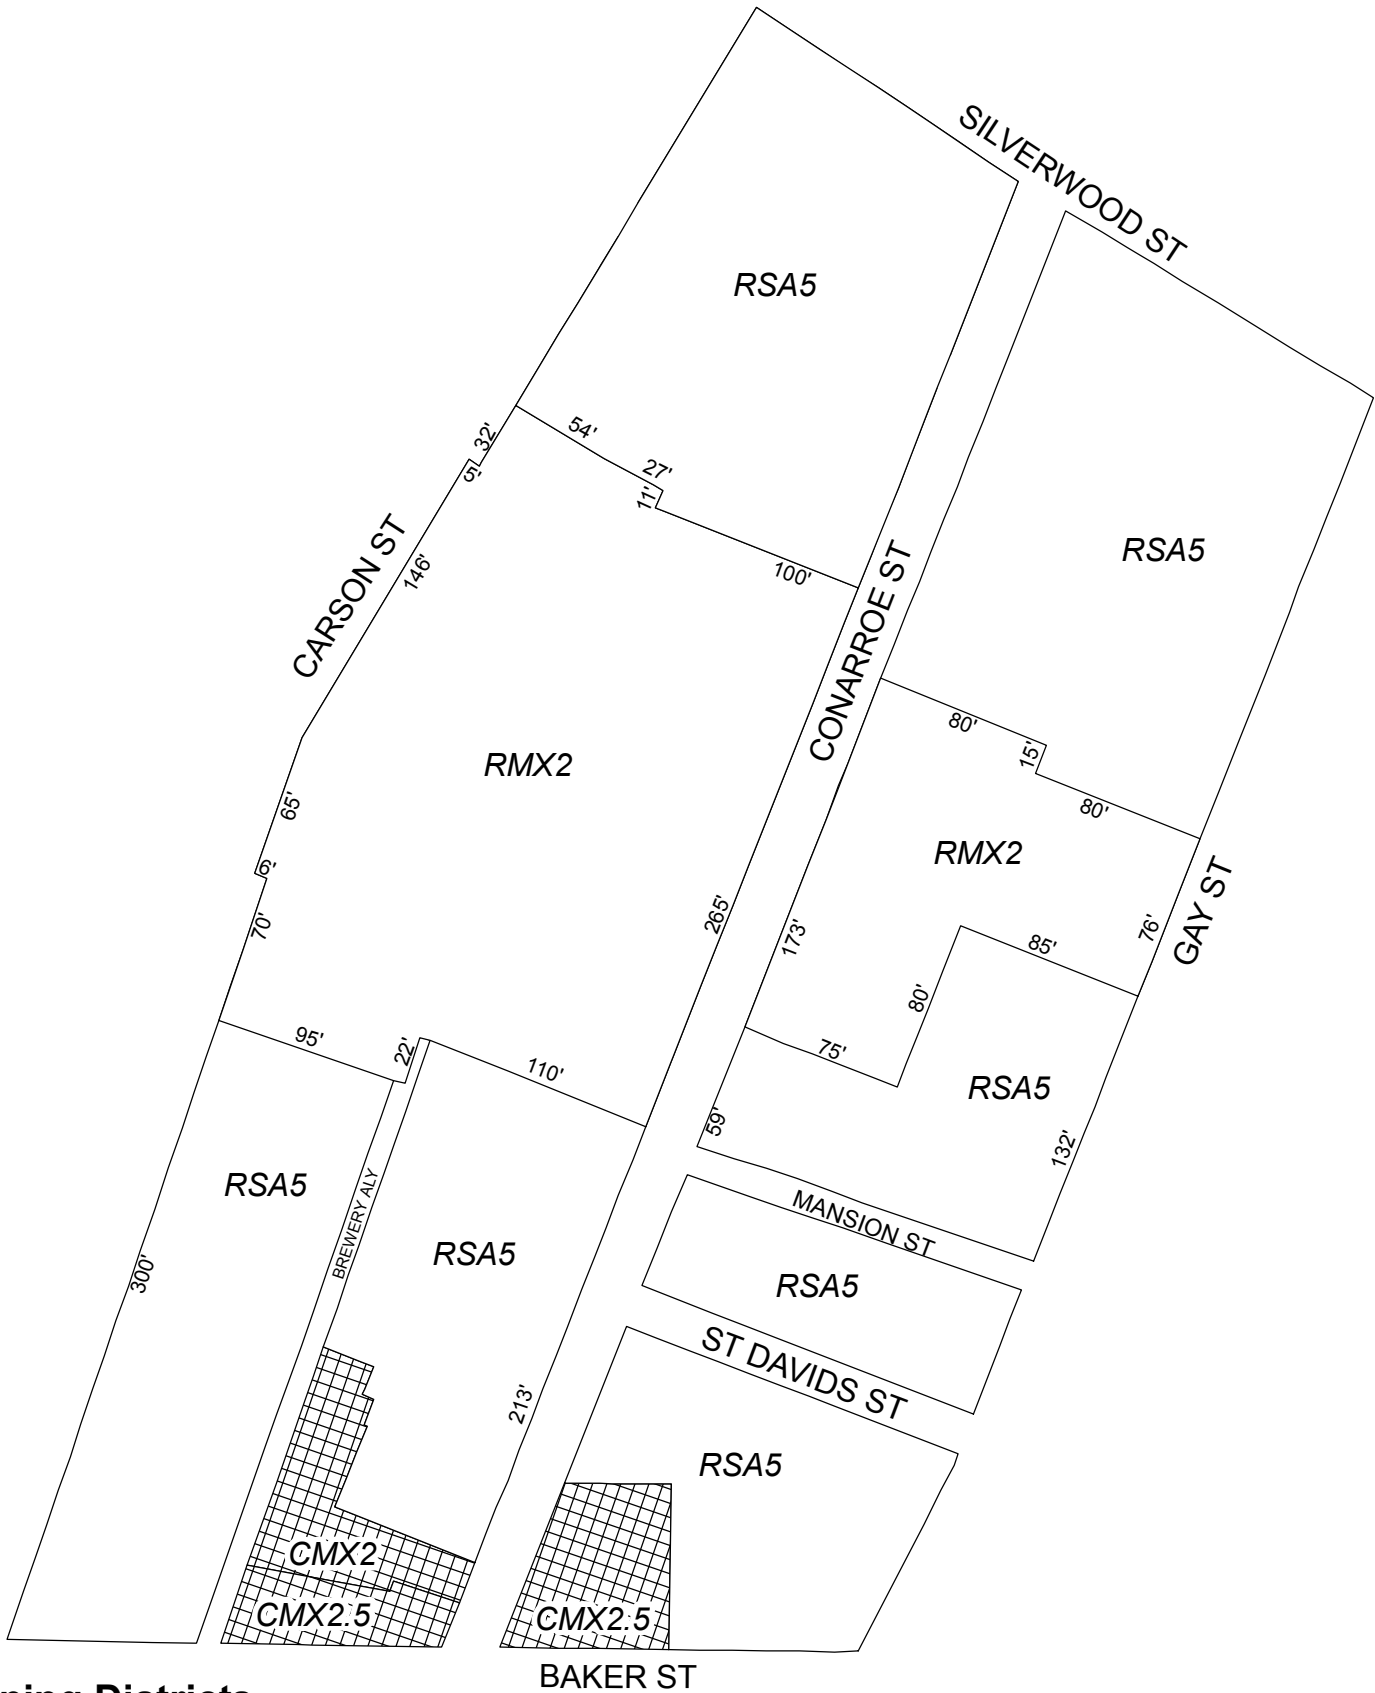 SILVERWOOD ST
RSA5
32'
54'
27'
5'
11'
CARSON ST
146'
100'
CONARROE ST
RSA5
80'
15'
80'
RMX2
65'
RMX2
6'
70'
265'
173'
76'
GAY ST
85'
80'
95'
22'
110'
75'
RSA5
59'
132'
RSA5
BREWERY ALY
MANSION ST
RSA5
RSA5
300'
ST DAVIDS ST
213'
RSA5
CMX2
CMX2.5
CMX2.5
BAKER ST
Districts